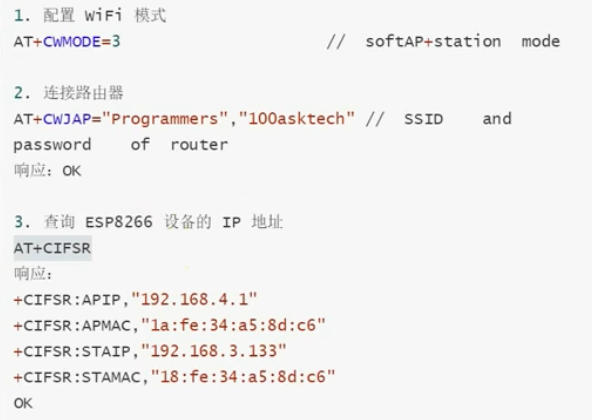 1. 配置 WiFi 模式
AT+CWMODE=3 // softAP+station mode
2. 连接路由器
AT+CWJAP="Programmers","100asktech" // SSID and
password of router
响应：OK
3. 查询 ESP8266 设备的 IP 地址
AT+CIFSR
响应：
+CIFSR:APIP,"192.168.4.1"
+CIFSR:APMAC,"1a:fe:34:a5:8d:c6"
+CIFSR:STAIP,"192.168.3.133"
+CIFSR:STAMAC,"18:fe:34:a5:8d:c6"
OK